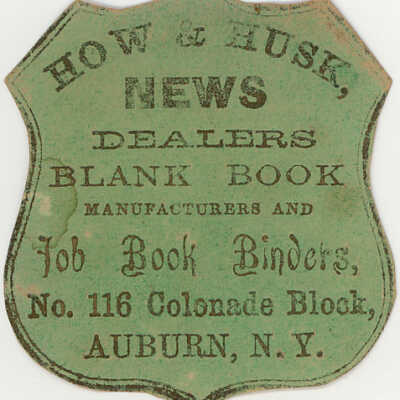 HOW & HUSK,
NEWS
DEALERS
BLANK BOOK
MANUFACTURERS AND
Job Book Binders,
No. 116 Colonade Block,
AUBURN, N. Y.